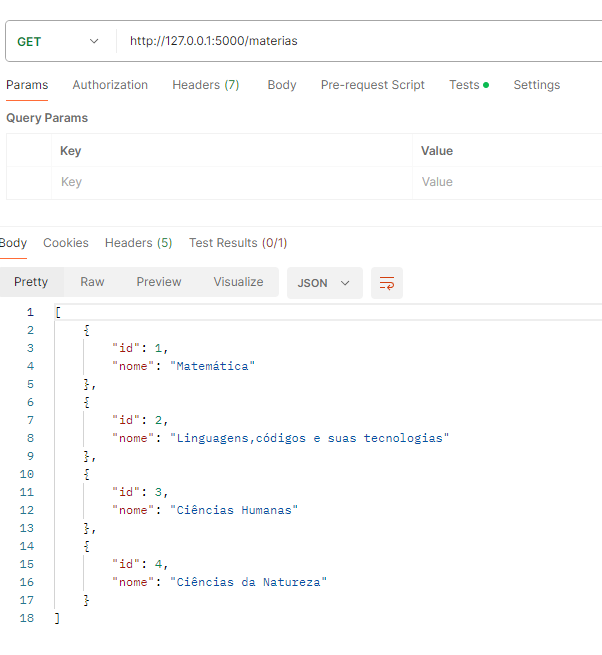 GET http://127.0.0.1:5000/materias
Params Authorization Headers (7) Body Pre-request Script Tests Settings
Query Params
Key Value
Key Value
Body Cookies Headers (5) Test Results (0/1)
Pretty Raw Preview Visualize JSON
1 [
2 {
3 "id": 1,
4 "nome": "Matemática"
5 },
6 {
7 "id": 2,
8 "nome": "Linguagens,códigos e suas tecnologias"
9 },
10 {
11 "id": 3,
12 "nome": "Ciências Humanas"
13 },
14 {
15 "id": 4,
16 "nome": "Ciências da Natureza"
17 }
18 ]